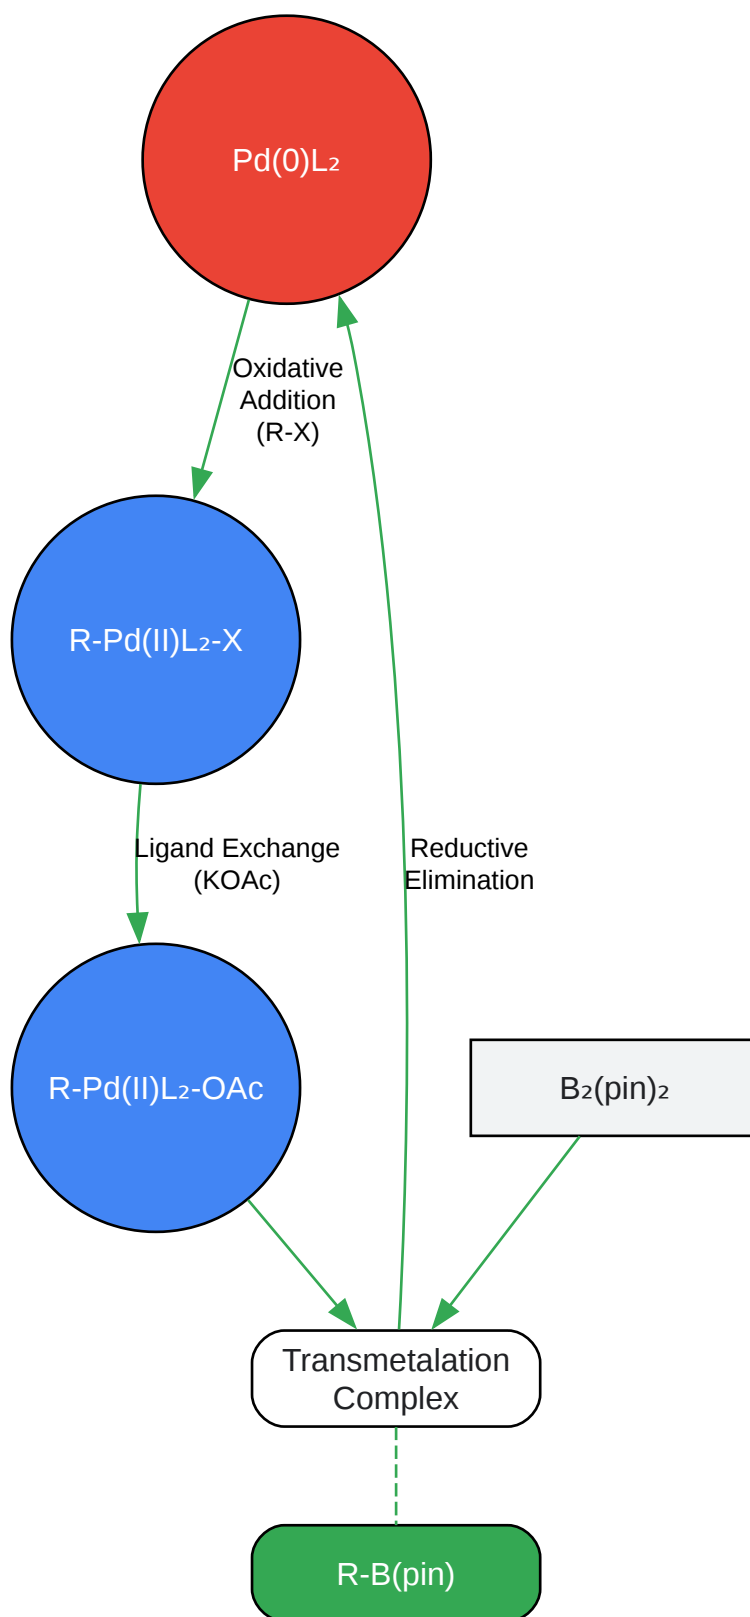 Pd(0)L₂
Oxidative
Addition
(R-X)
R-Pd(II)L₂-X
Ligand Exchange
(KOAc)
Reductive
Elimination
R-Pd(II)L₂-OAc
B₂(pin)₂
Transmetalation
Complex
R-B(pin)